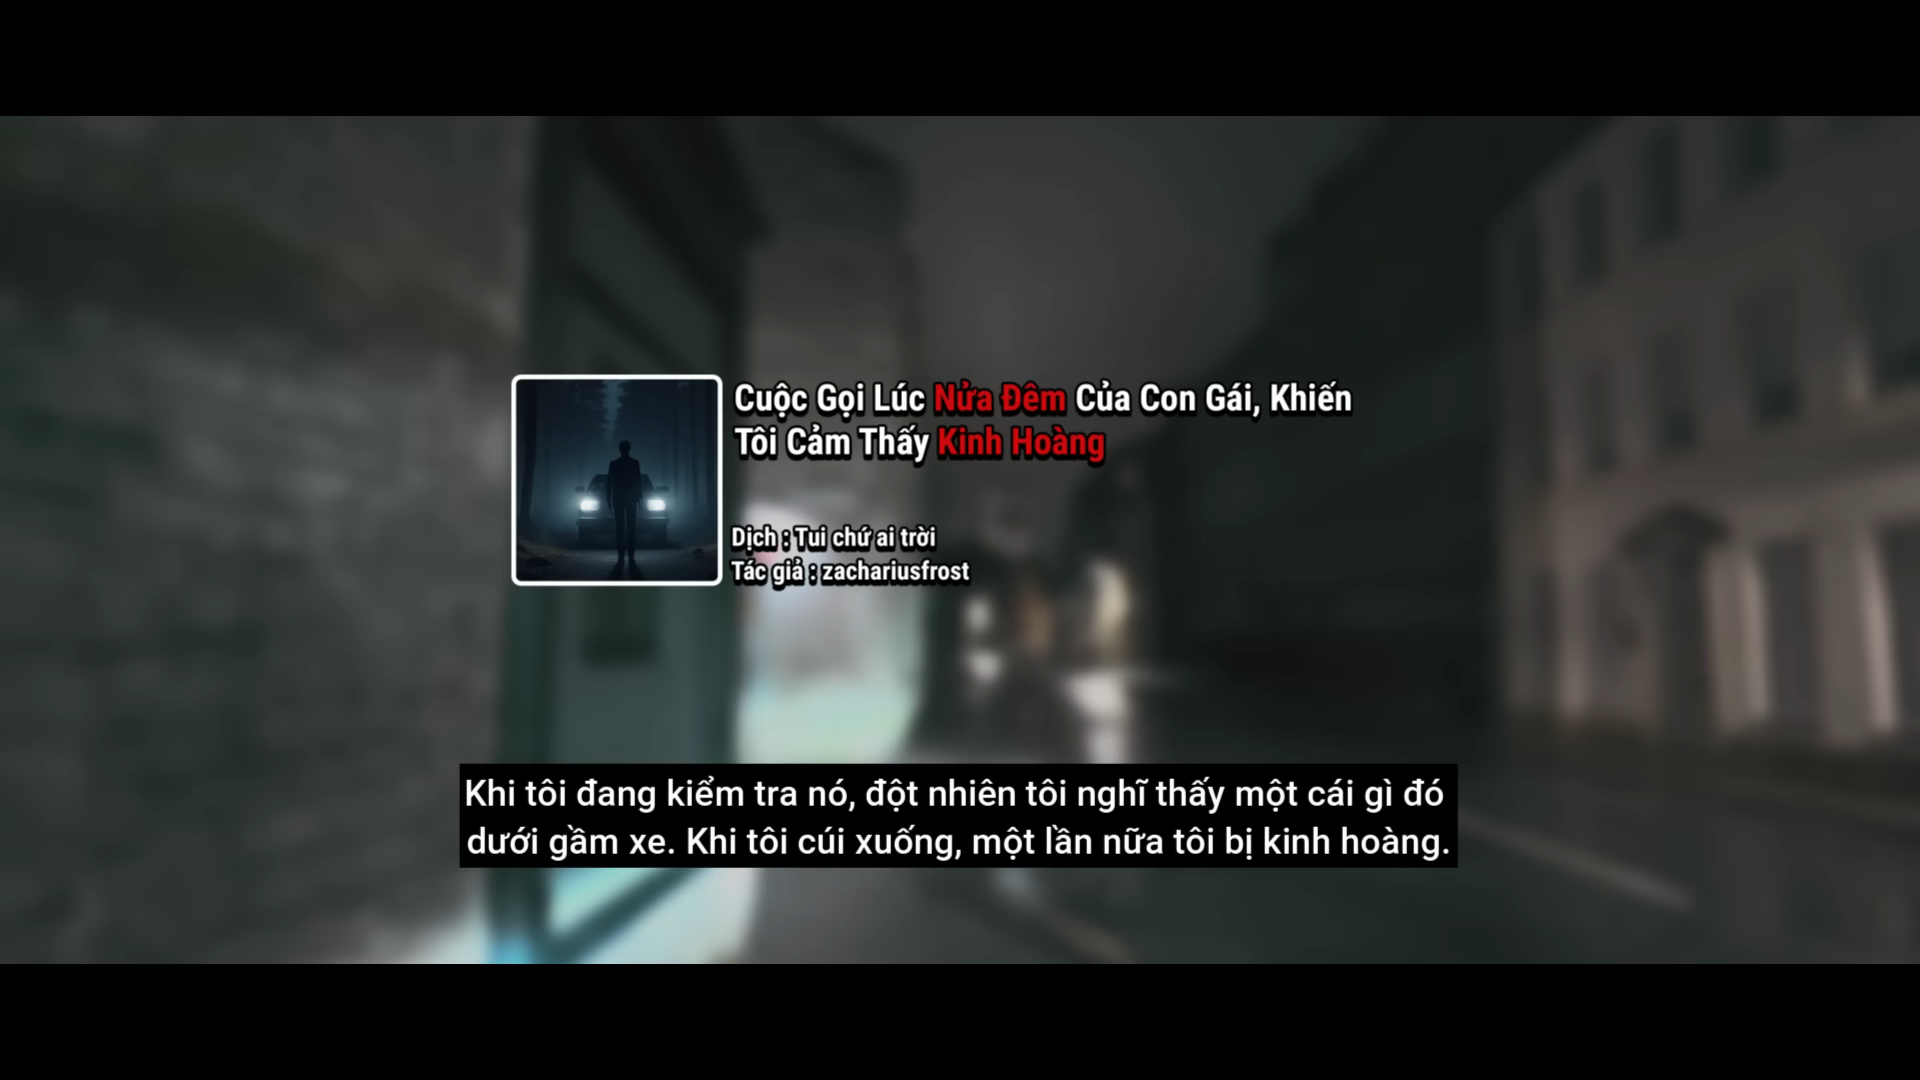 Cuộc Gọi Lúc Nửa Đêm Của Con Gái, Khiến
Tôi Cảm Thấy Kinh Hoàng
Dịch : Tui chứ ai trời
Tác giả : zachariusfrost
Khi tôi đang kiểm tra nó, đột nhiên tôi nghĩ thấy một cái gì đó
dưới gầm xe. Khi tôi cúi xuống, một lần nữa tôi bị kinh hoàng.